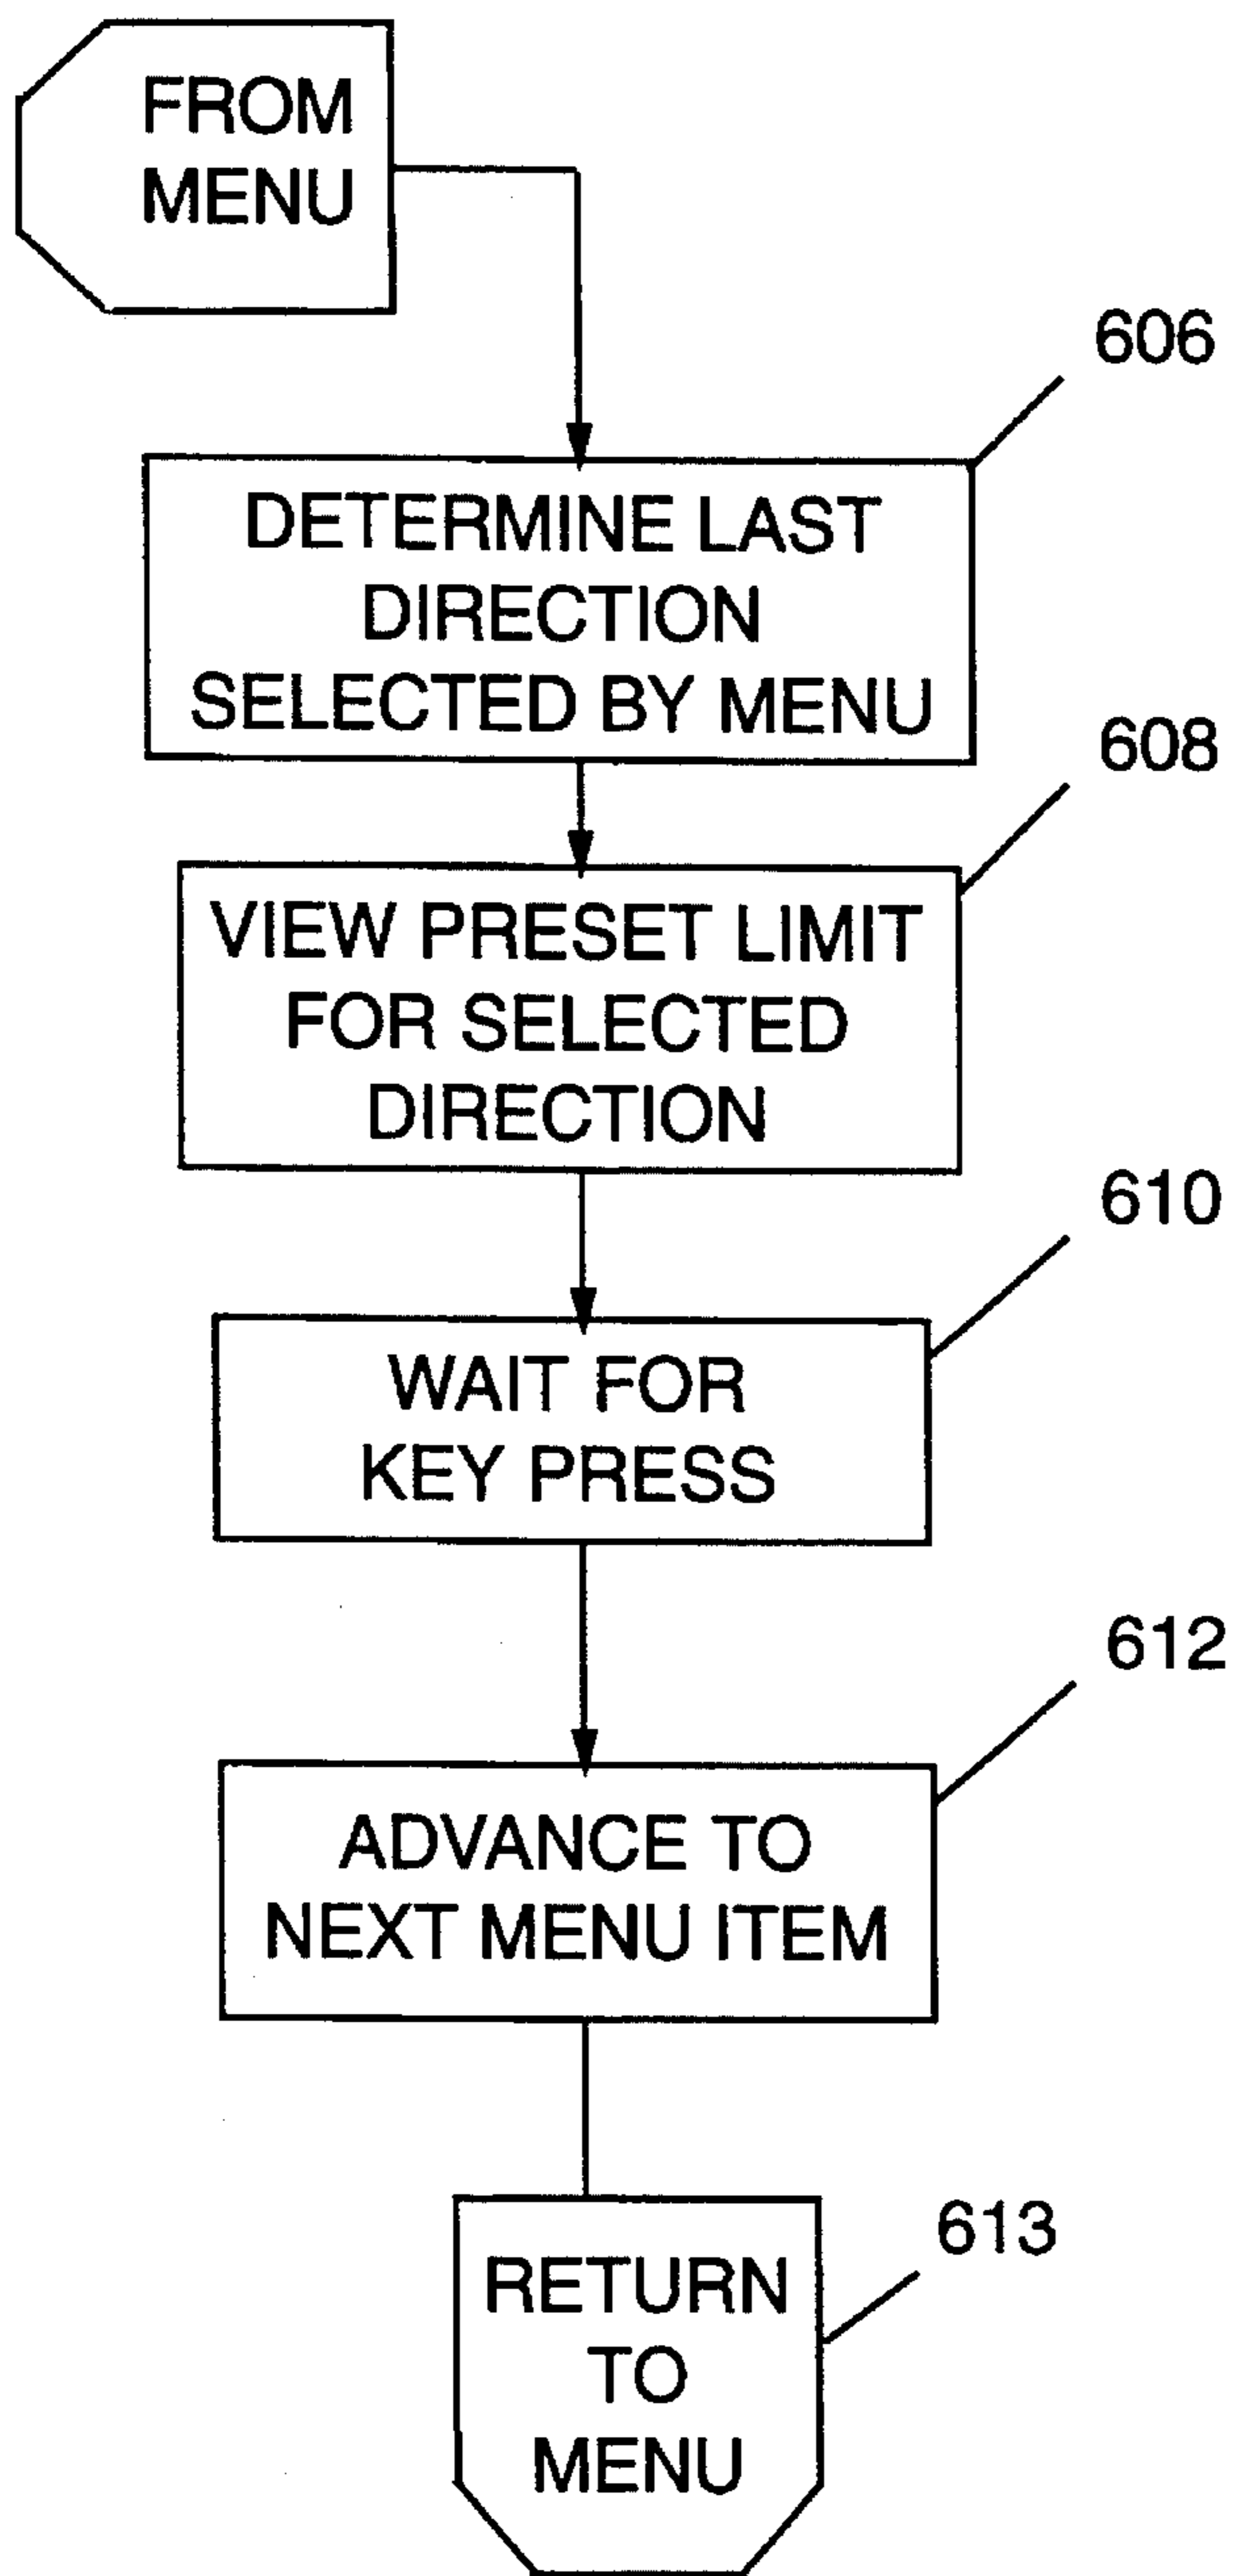 FROM
MENU
606
DETERMINE LAST
DIRECTION
SELECTED BY MENU
608
VIEW PRESET LIMIT
FOR SELECTED
DIRECTION
610
WAIT FOR
KEY PRESS
612
ADVANCE TO
NEXT MENU ITEM
613
RETURN
TO
MENU